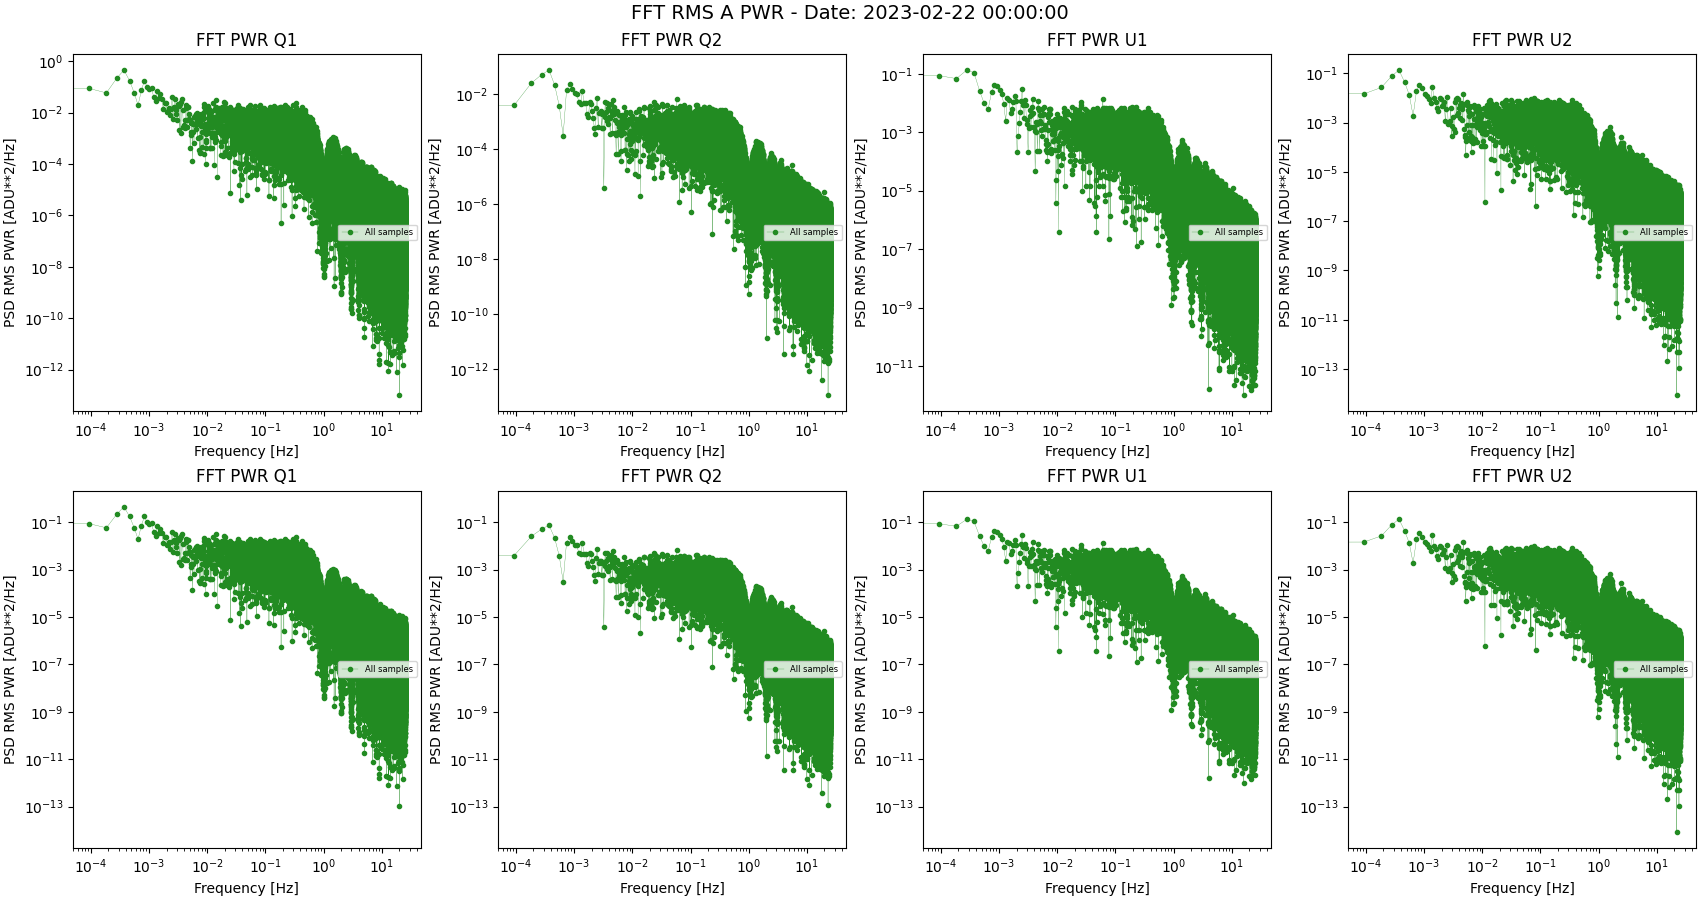 FFT RMS A PWR - Date: 2023-02-22 00:00:00
FFT PWR Q1
PSD RMS PWR [ADU**2/Hz]
10^0
10^-2
10^-4
10^-6
10^-8
10^-10
10^-12
All samples
10^-4 10^-3 10^-2 10^-1 10^0 10^1
Frequency [Hz]
FFT PWR Q2
PSD RMS PWR [ADU**2/Hz]
10^-2
10^-4
10^-6
10^-8
10^-10
10^-12
All samples
10^-4 10^-3 10^-2 10^-1 10^0 10^1
Frequency [Hz]
FFT PWR U1
PSD RMS PWR [ADU**2/Hz]
10^-1
10^-3
10^-5
10^-7
10^-9
10^-11
All samples
10^-4 10^-3 10^-2 10^-1 10^0 10^1
Frequency [Hz]
FFT PWR U2
PSD RMS PWR [ADU**2/Hz]
10^-1
10^-3
10^-5
10^-7
10^-9
10^-11
10^-13
All samples
10^-4 10^-3 10^-2 10^-1 10^0 10^1
Frequency [Hz]
FFT PWR Q1
PSD RMS PWR [ADU**2/Hz]
10^-1
10^-3
10^-5
10^-7
10^-9
10^-11
10^-13
All samples
10^-4 10^-3 10^-2 10^-1 10^0 10^1
Frequency [Hz]
FFT PWR Q2
PSD RMS PWR [ADU**2/Hz]
10^-1
10^-3
10^-5
10^-7
10^-9
10^-11
10^-13
All samples
10^-4 10^-3 10^-2 10^-1 10^0 10^1
Frequency [Hz]
FFT PWR U1
PSD RMS PWR [ADU**2/Hz]
10^-1
10^-3
10^-5
10^-7
10^-9
10^-11
10^-13
All samples
10^-4 10^-3 10^-2 10^-1 10^0 10^1
Frequency [Hz]
FFT PWR U2
PSD RMS PWR [ADU**2/Hz]
10^-1
10^-3
10^-5
10^-7
10^-9
10^-11
10^-13
All samples
10^-4 10^-3 10^-2 10^-1 10^0 10^1
Frequency [Hz]